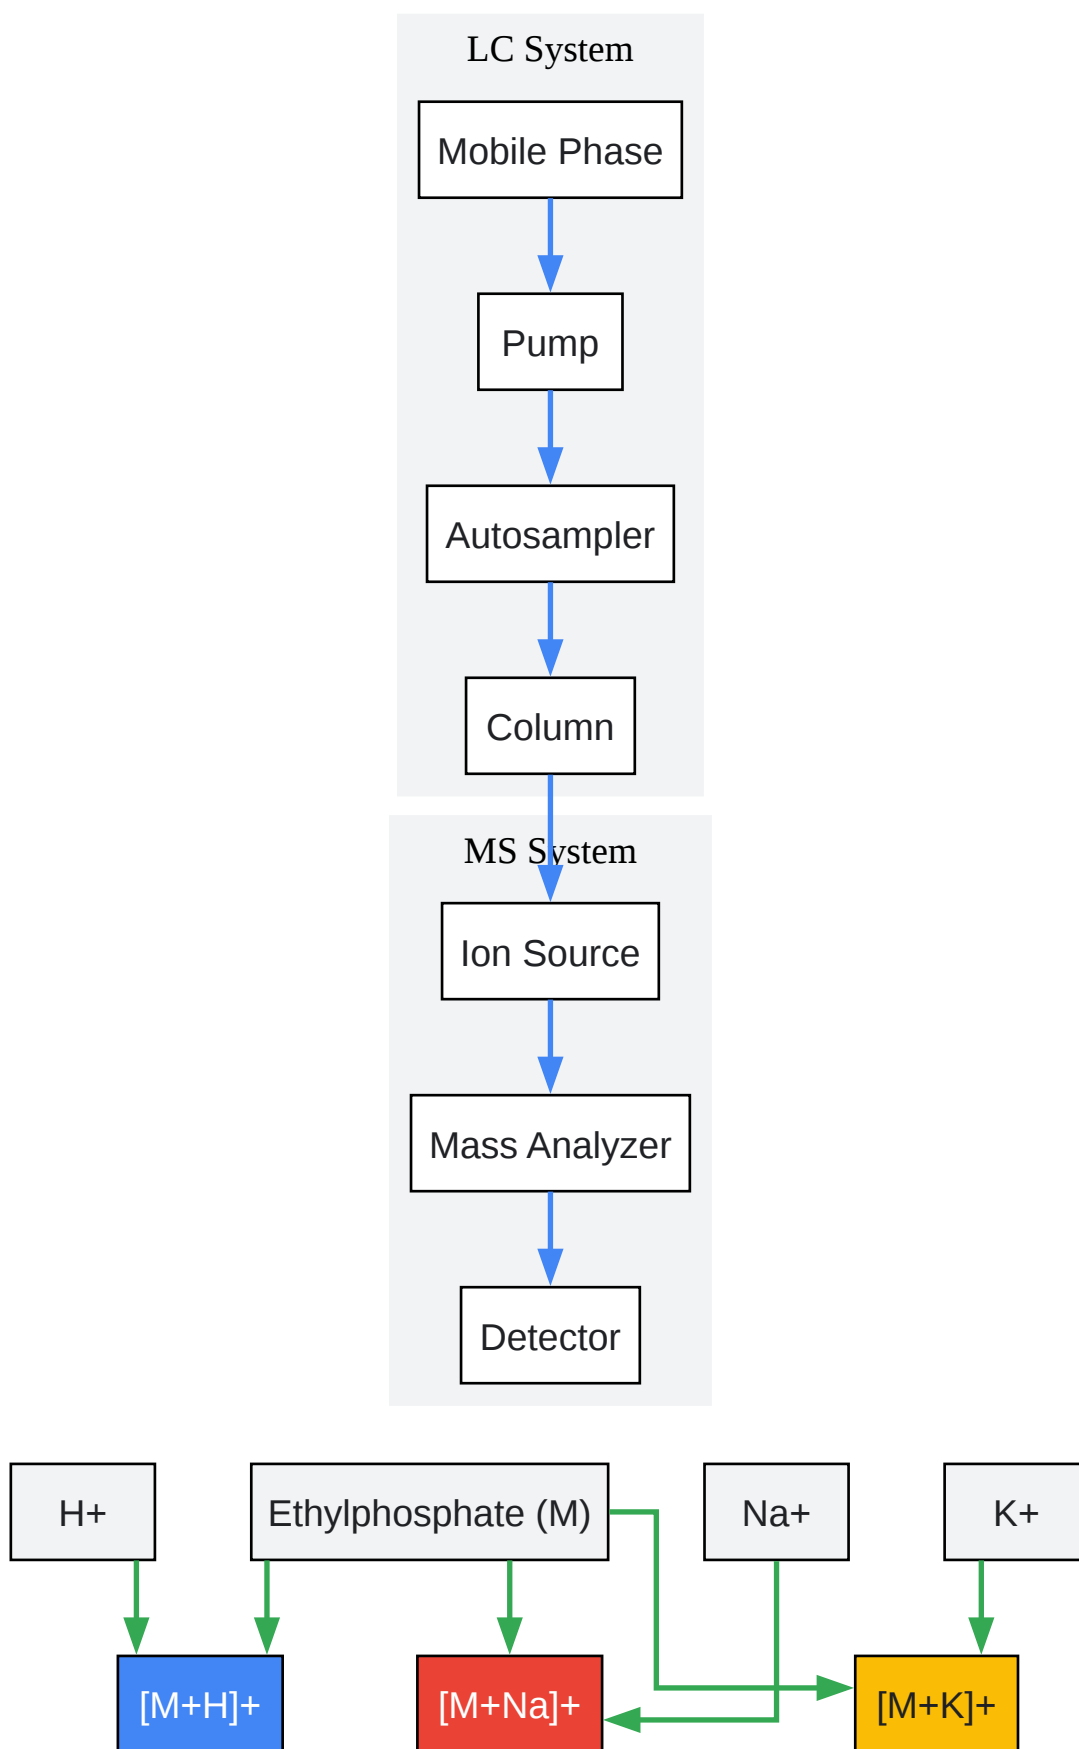 LC System
Mobile Phase
Pump
Autosampler
Column
MS System
Ion Source
Mass Analyzer
Detector
H+
Ethylphosphate (M)
Na+
K+
[M+H]+
[M+Na]+
[M+K]+